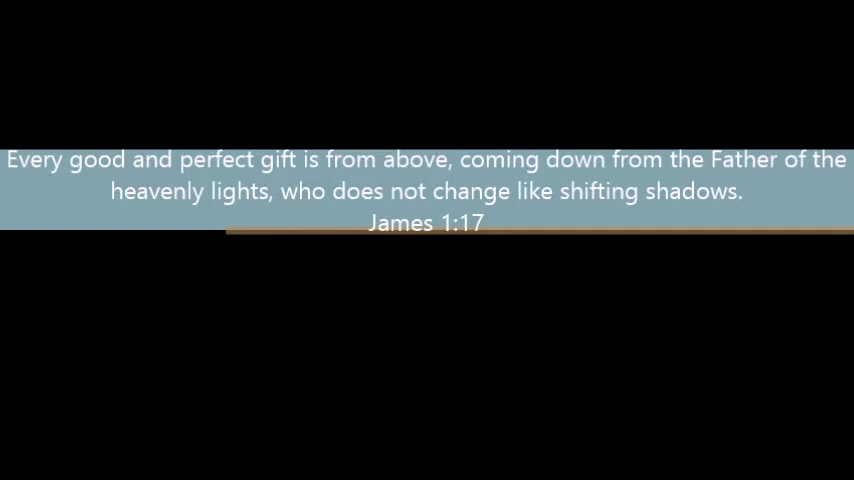 Every good and perfect gift is from above, coming down from the Father of the
heavenly lights, who does not change like shifting shadows.
James 1:17